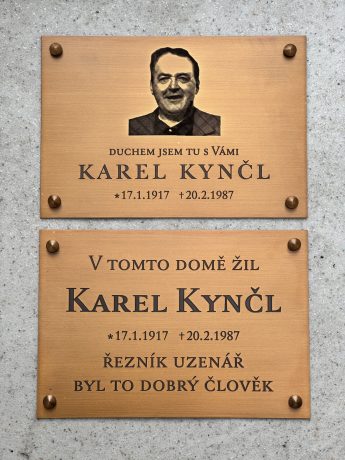 DUCHEM JSEM TU S VÁMI
KAREL KYNČL
*17.1.1917 †20.2.1987
V TOMTO DOMĚ ŽIL
KAREL KYNČL
*17.1.1917 †20.2.1987
ŘEZNÍK UZENÁŘ
BYL TO DOBRÝ ČLOVĚK